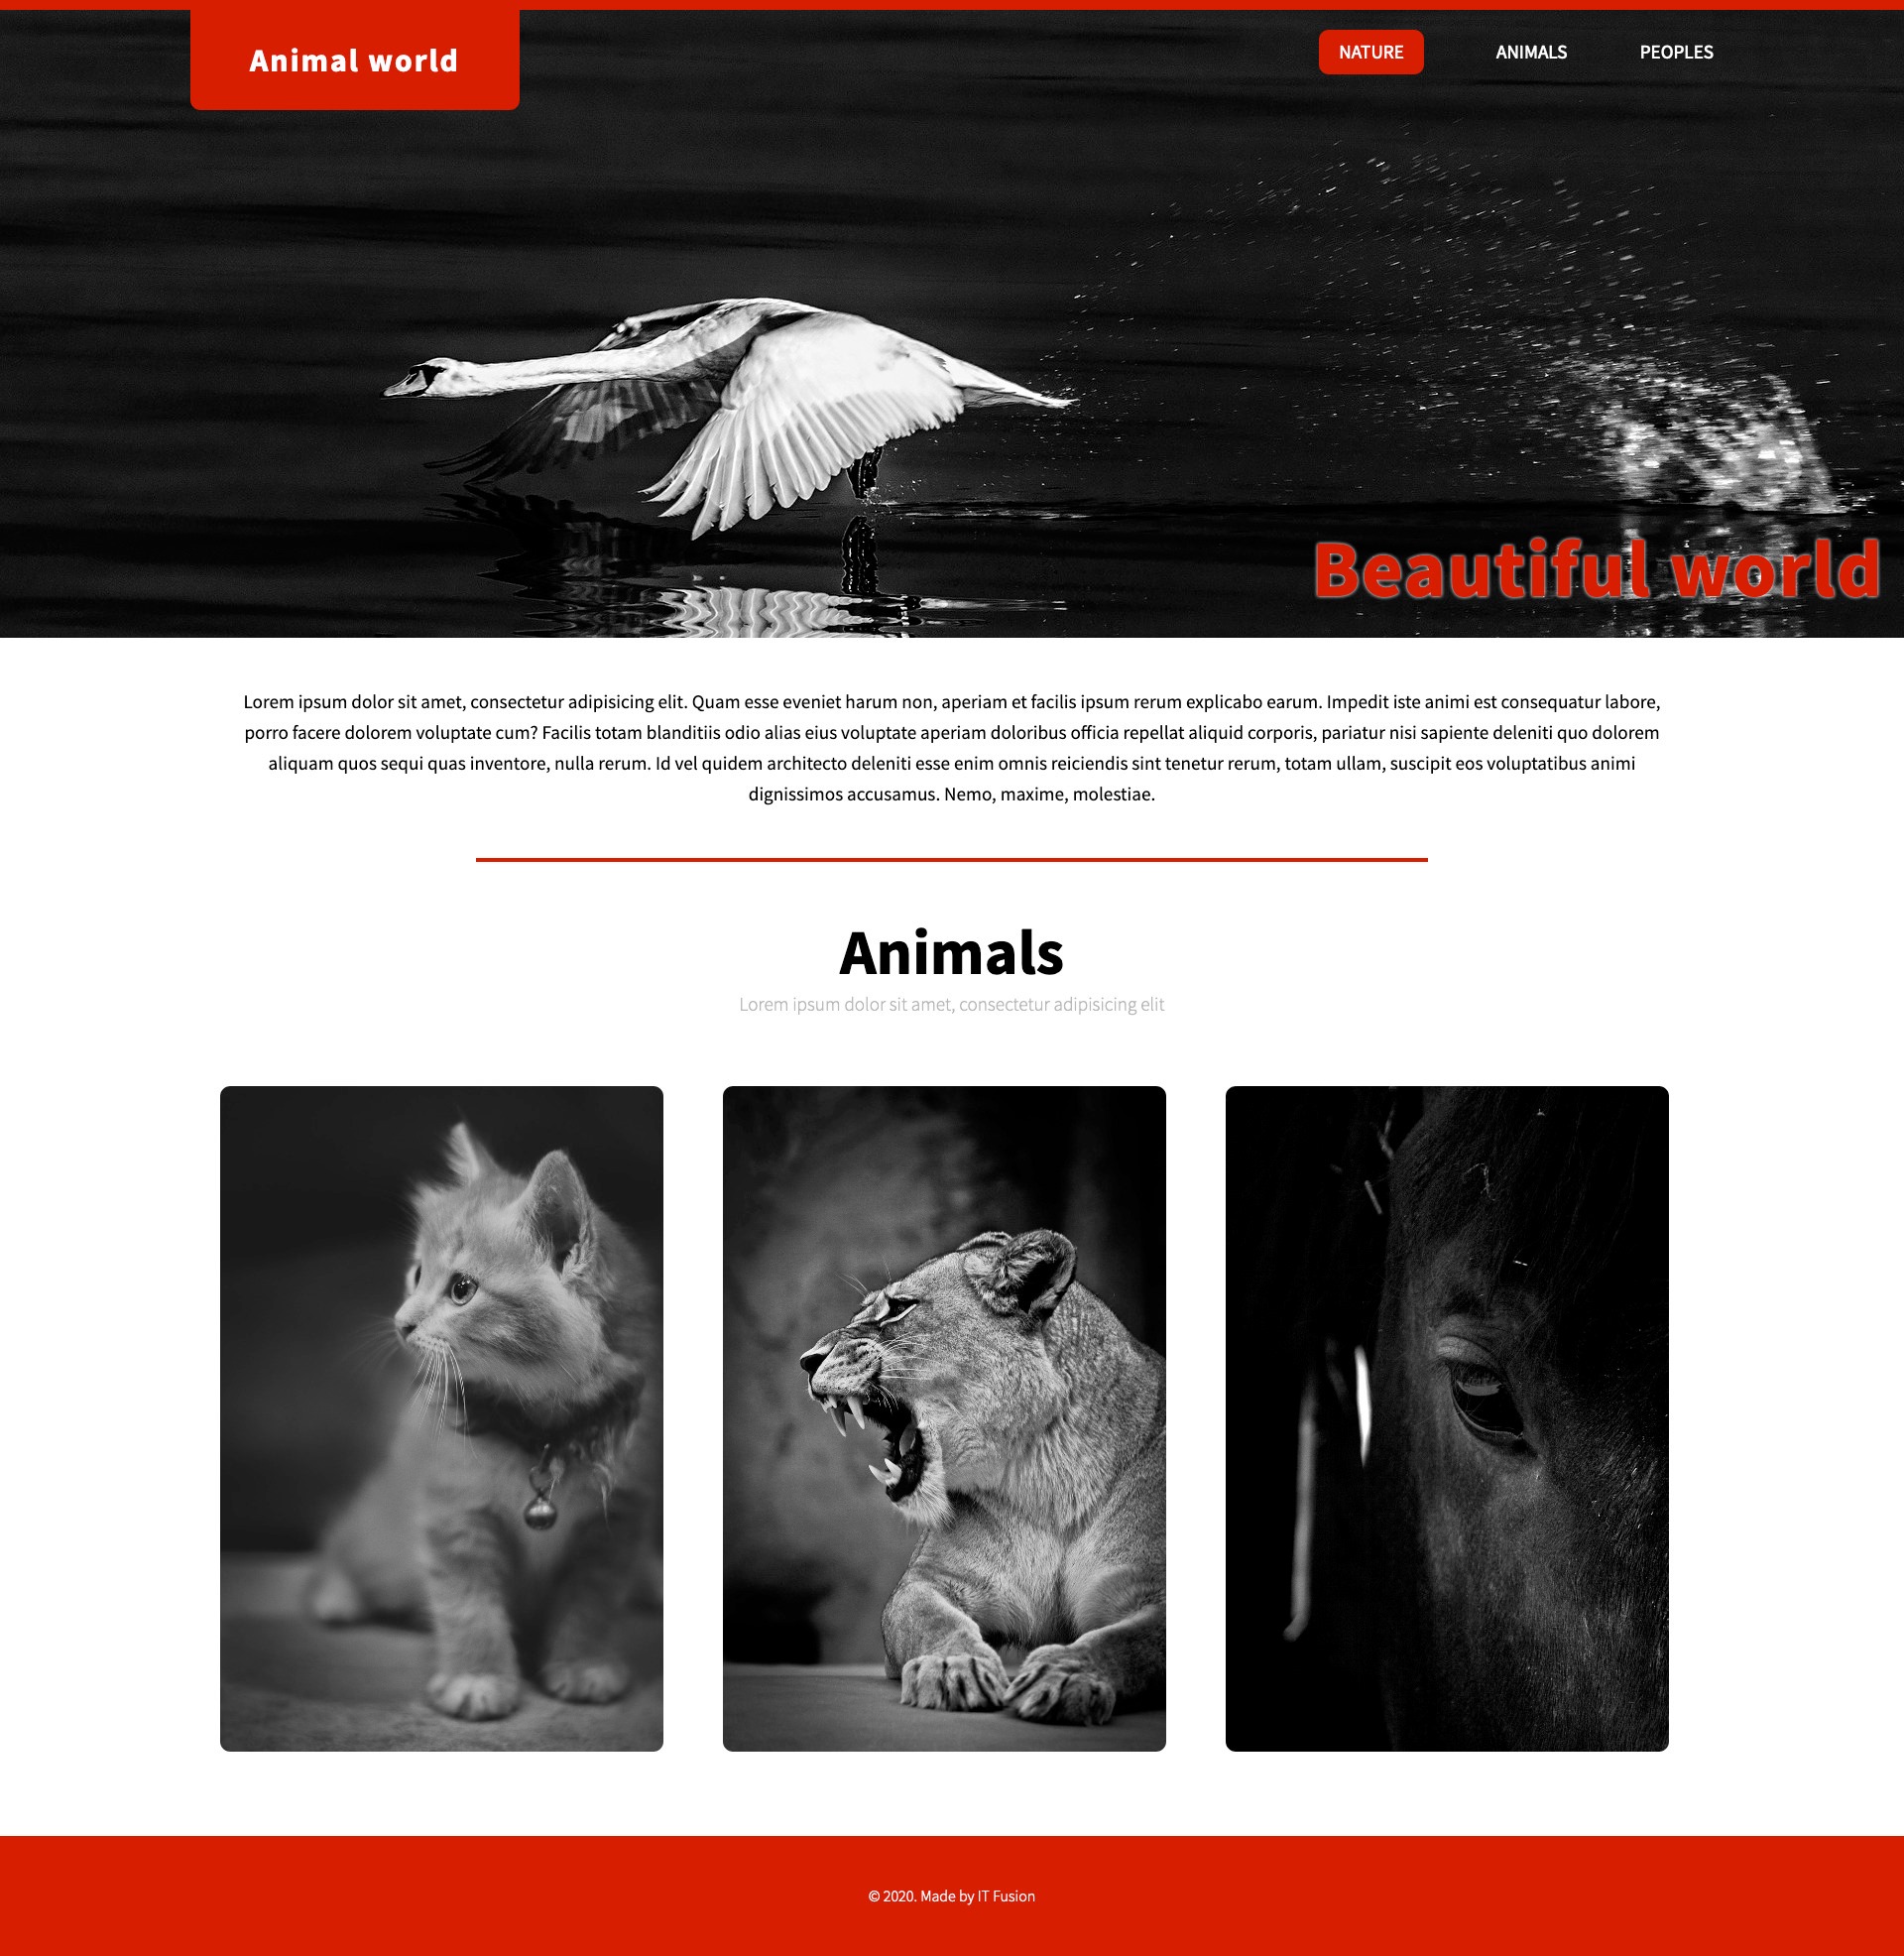 Animal world
NATURE
ANIMALS
PEOPLES
Beautiful world
Lorem ipsum dolor sit amet, consectetur adipisicing elit. Quam esse eveniet harum non, aperiam et facilis ipsum rerum explicabo earum. Impedit iste animi est consequatur labore,
porro facere dolorem voluptate cum? Facilis totam blanditiis odio alias eius voluptate aperiam doloribus officia repellat aliquid corporis, pariatur nisi sapiente deleniti quo dolorem
aliquam quos sequi quas inventore, nulla rerum. Id vel quidem architecto deleniti esse enim omnis reiciendis sint tenetur rerum, totam ullam, suscipit eos voluptatibus animi
dignissimos accusamus. Nemo, maxime, molestiae.
Animals
Lorem ipsum dolor sit amet, consectetur adipisicing elit
© 2020. Made by IT Fusion